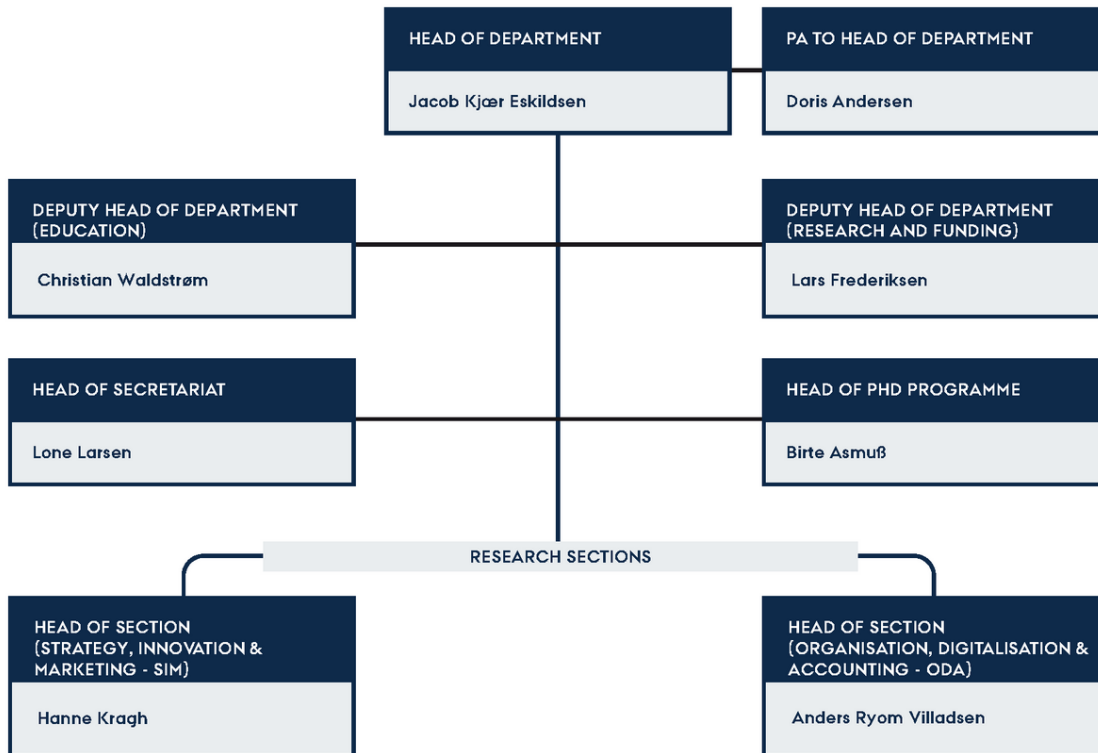 HEAD OF DEPARTMENT
Jacob Kjær Eskildsen
PA TO HEAD OF DEPARTMENT
Doris Andersen
DEPUTY HEAD OF DEPARTMENT
(EDUCATION)
Christian Waldstrøm
DEPUTY HEAD OF DEPARTMENT
(RESEARCH AND FUNDING)
Lars Frederiksen
HEAD OF SECRETARIAT
Lone Larsen
HEAD OF PHD PROGRAMME
Birte Asmuß
RESEARCH SECTIONS
HEAD OF SECTION
(STRATEGY, INNOVATION &
MARKETING - SIM)
Hanne Kragh
HEAD OF SECTION
(ORGANISATION, DIGITALISATION &
ACCOUNTING - ODA)
Anders Ryom Villadsen